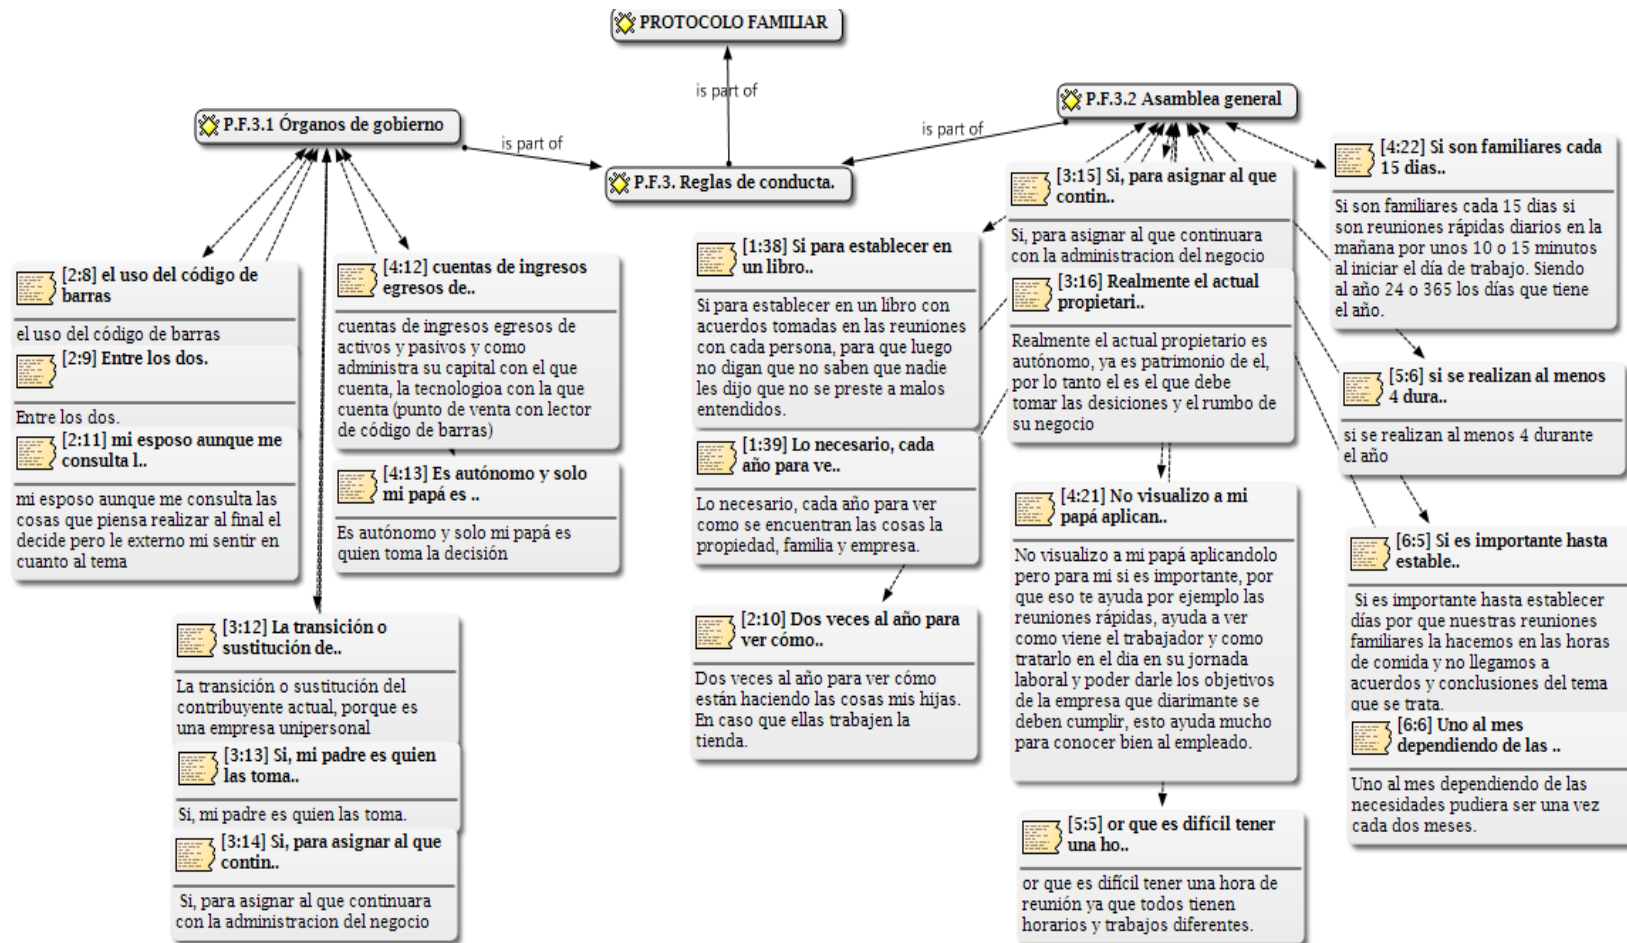 PROTOCOLO FAMILIAR
is part of
P.F.3.1 Órganos de gobierno
is part of
P.F.3.2 Asamblea general
is part of
P.F.3. Reglas de conducta.
[2:8] el uso del código de
barras
el uso del código de barras
[2:9] Entre los dos.
Entre los dos.
[2:11] mi esposo aunque me
consulta l..
mi esposo aunque me consulta las
cosas que piensa realizar al final el
decide pero le externo mi sentir en
cuanto al tema
[4:12] cuentas de ingresos
egresos de..
cuentas de ingresos egresos de
activos y pasivos y como
administra su capital con el que
cuenta, la tecnologioa con la que
cuenta (punto de venta con lector
de código de barras)
[4:13] Es autónomo y solo
mi papá es ..
Es autónomo y solo mi papá es
quien toma la decisión
[3:12] La transición o
sustitución de..
La transición o sustitución del
contribuyente actual, porque es
una empresa unipersonal
[3:13] Si, mi padre es quien
las toma..
Si, mi padre es quien las toma.
[3:14] Si, para asignar al que
contin..
Si, para asignar al que continuara
con la administracion del negocio
[1:38] Si para establecer en
un libro..
Si para establecer en un libro con
acuerdos tomadas en las reuniones
con cada persona, para que luego
no digan que no saben que nadie
les dijo que no se preste a malos
entendidos.
[1:39] Lo necesario, cada
año para ve..
Lo necesario, cada año para ver
como se encuentran las cosas la
propiedad, familia y empresa.
[2:10] Dos veces al año para
ver cómo..
Dos veces al año para ver cómo
están haciendo las cosas mis hijas.
En caso que ellas trabajen la
tienda.
[3:15] Si, para asignar al que
contin..
Si, para asignar al que continuara
con la administracion del negocio
[3:16] Realmente el actual
propietari..
Realmente el actual propietario es
autónomo, ya es patrimonio de el,
por lo tanto el es el que debe
tomar las desiciones y el rumbo de
su negocio
[4:21] No visualizo a mi
papá aplican..
No visualizo a mi papá aplicandolo
pero para mi si es importante, por
que eso te ayuda por ejemplo las
reuniones rápidas, ayuda a ver
como viene el trabajador y como
tratarlo en el dia en su jornada
laboral y poder darle los objetivos
de la empresa que diarimante se
deben cumplir, esto ayuda mucho
para conocer bien al empleado.
[5:5] or que es difícil tener
una ho..
or que es difícil tener una hora de
reunión ya que todos tienen
horarios y trabajos diferentes.
[4:22] Si son familiares cada
15 dias..
Si son familiares cada 15 dias si
son reuniones rápidas diarios en la
mañana por unos 10 o 15 minutos
al iniciar el día de trabajo. Siendo
al año 24 o 365 los días que tiene
el año.
[5:6] si se realizan al menos
4 dura..
si se realizan al menos 4 durante
el año
[6:5] Si es importante hasta
estable..
Si es importante hasta establecer
días por que nuestras reuniones
familiares la hacemos en las horas
de comida y no llegamos a
acuerdos y conclusiones del tema
que se trata.
[6:6] Uno al mes
dependiendo de las ..
Uno al mes dependiendo de las
necesidades pudiera ser una vez
cada dos meses.